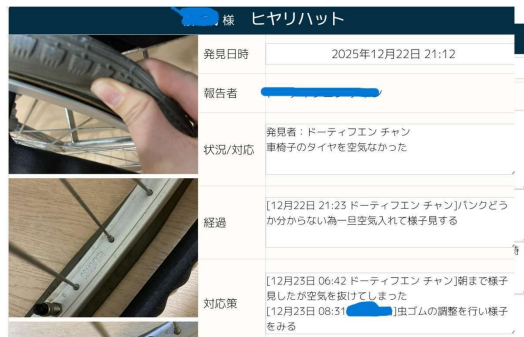 様 ヒヤリハット
発見日時 2025年12月22日 21:12
報告者
状況/対応
発見者：ドーティフエン チャン
車椅子のタイヤを空気なかった
経過
[12月22日 21:23 ドーティフエン チャン]パンクどう
か分からない為一旦空気入れて様子見する
対応策
[12月23日 06:42 ドーティフエン チャン]朝まで様子
見したが空気を抜けてしまった
[12月23日 08:31 ]虫ゴムの調整を行い様子
をみる